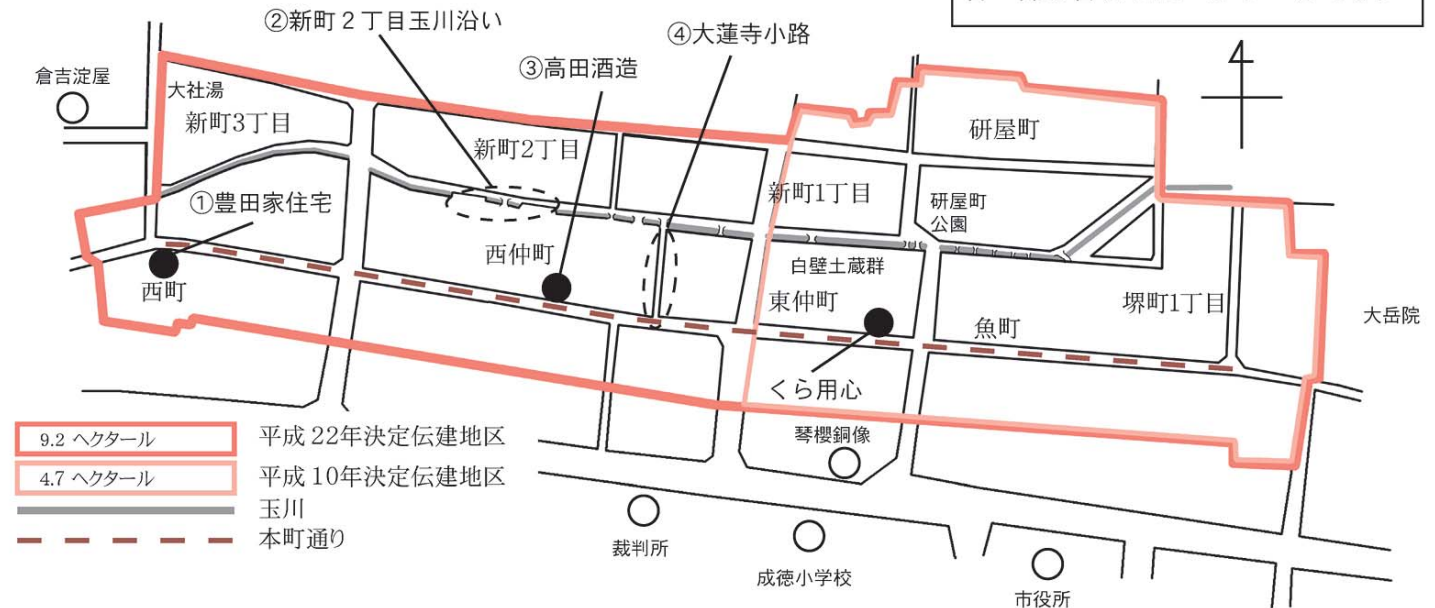 ②新町２丁目玉川沿い
④大蓮寺小路
③高田酒造
倉吉淀屋
大社湯
新町3丁目
新町2丁目
研屋町
新町1丁目
研屋町
公園
①豊田家住宅
西仲町
白壁土蔵群
西町
東仲町
堺町1丁目
魚町
大岳院
くら用心
琴櫻銅像
9.2 ヘクタール
平成22年決定伝建地区
4.7 ヘクタール
平成10年決定伝建地区
玉川
本町通り
裁判所
成徳小学校
市役所
4